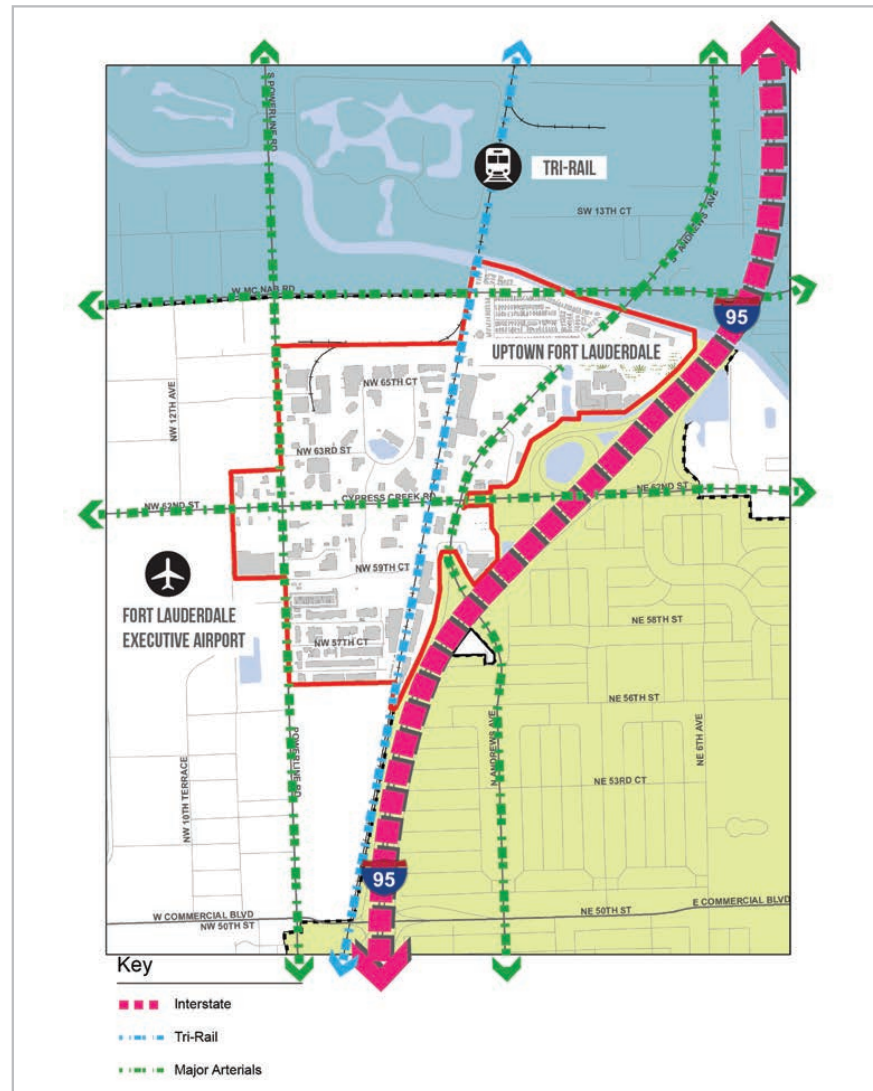 S POWERLINE RD
TRI-RAIL
SW 13TH CT
S ANDREWS AVE
W MC NAB RD
95
UPTOWN FORT LAUDERDALE
NW 12TH AVE
NW 65TH CT
NW 63RD ST
CYPRESS CREEK RD
NE 62ND ST
NW 62ND ST
NW 59TH CT
FORT LAUDERDALE
EXECUTIVE AIRPORT
NE 58TH ST
NW 57TH CT
NE 56TH ST
POWERLINE RD
N ANDREWS AVE
NE 6TH AVE
NW 10TH TERRACE
NE 53RD CT
95
W COMMERCIAL BLVD
NW 50TH ST
NE 50TH ST
E COMMERCIAL BLVD
Key
Interstate
Tri-Rail
Major Arterials